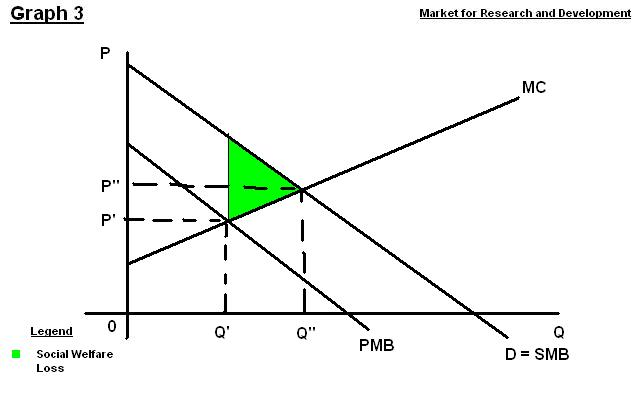 Graph 3
Market for Research and Development
P
MC
P"
P'
0
Q'
Q"
Q
PMB
D = SMB
Legend
Social Welfare
Loss